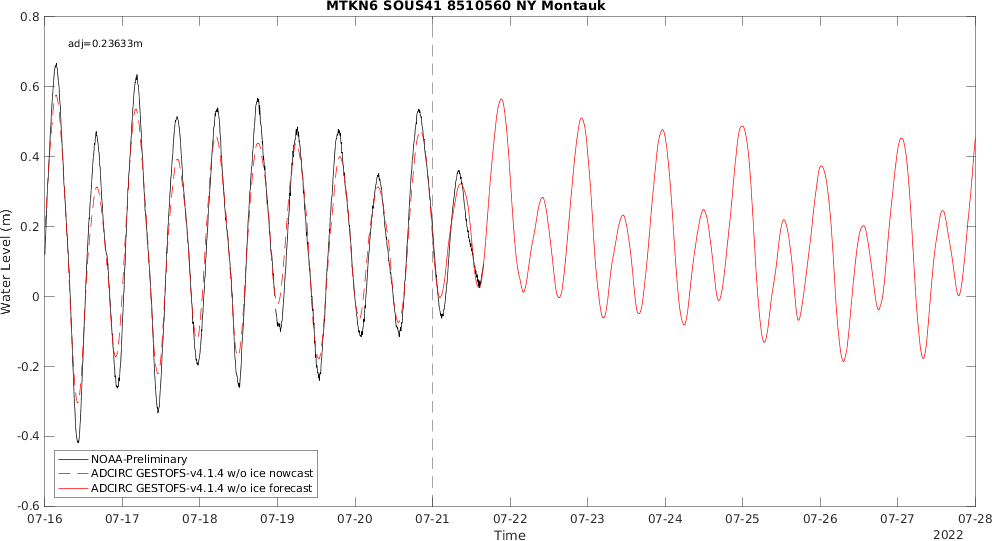 MTKN6 SOUS41 8510560 NY Montauk
adj=0.23633m
Water Level (m)
0.8
0.6
0.4
0.2
0
-0.2
-0.4
-0.6
NOAA-Preliminary
ADCIRC GESTOFS-v4.1.4 w/o ice nowcast
ADCIRC GESTOFS-v4.1.4 w/o ice forecast
07-16 07-17 07-18 07-19 07-20 07-21 07-22 07-23 07-24 07-25 07-26 07-27 07-28
Time
2022